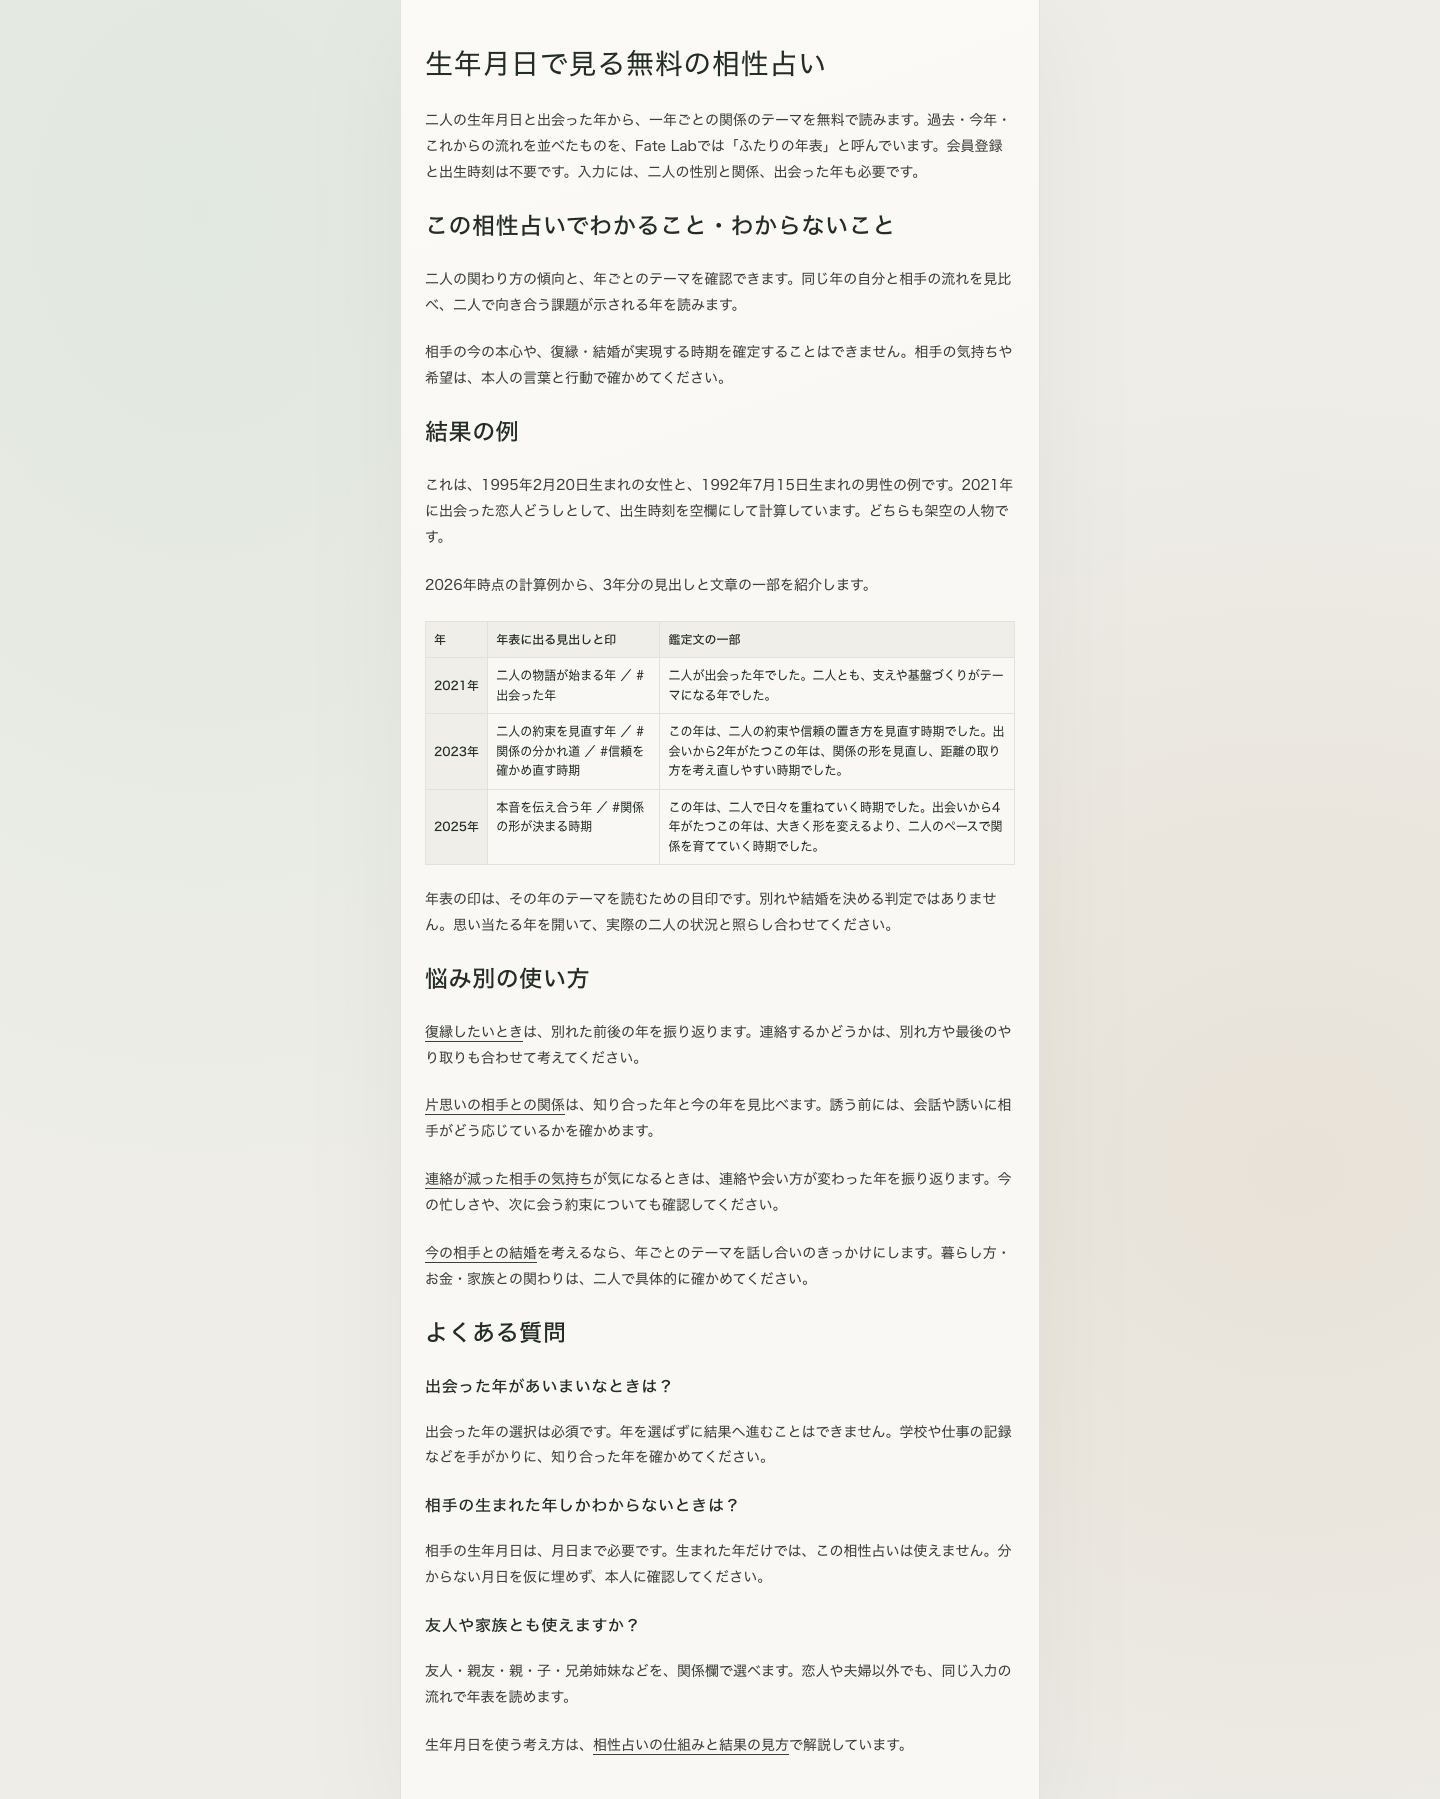 生年月日で見る無料の相性占い
二人の生年月日と出会った年から、一年ごとの関係のテーマを無料で読みます。過去・今年・
これからの流れを並べたものを、Fate Labでは「ふたりの年表」と呼んでいます。会員登録
と出生時刻は不要です。入力には、二人の性別と関係、出会った年も必要です。
この相性占いでわかること・わからないこと
二人の関わり方の傾向と、年ごとのテーマを確認できます。同じ年の自分と相手の流れを見比
べ、二人で向き合う課題が示される年を読みます。
相手の今の本心や、復縁・結婚が実現する時期を確定することはできません。相手の気持ちや
希望は、本人の言葉と行動で確かめてください。
結果の例
これは、1995年2月20日生まれの女性と、1992年7月15日生まれの男性の例です。2021年
に出会った恋人どうしとして、出生時刻を空欄にして計算しています。どちらも架空の人物で
す。
2026年時点の計算例から、3年分の見出しと文章の一部を紹介します。
年
年表に出る見出しと印
鑑定文の一部
2021年
二人の物語が始まる年 ／ #
出会った年
二人が出会った年でした。二人とも、支えや基盤づくりがテー
マになる年でした。
2023年
二人の約束を見直す年 ／ #
関係の分かれ道 ／ #信頼を
確かめ直す時期
この年は、二人の約束や信頼の置き方を見直す時期でした。出
会いから2年がたつこの年は、関係の形を見直し、距離の取り
方を考え直しやすい時期でした。
2025年
本音を伝え合う年 ／ #関係
の形が決まる時期
この年は、二人で日々を重ねていく時期でした。出会いから4
年がたつこの年は、大きく形を変えるより、二人のペースで関
係を育てていく時期でした。
年表の印は、その年のテーマを読むための目印です。別れや結婚を決める判定ではありませ
ん。思い当たる年を開いて、実際の二人の状況と照らし合わせてください。
悩み別の使い方
復縁したいときは、別れた前後の年を振り返ります。連絡するかどうかは、別れ方や最後のや
り取りも合わせて考えてください。
片思いの相手との関係は、知り合った年と今の年を見比べます。誘う前には、会話や誘いに相
手がどう応じているかを確かめます。
連絡が減った相手の気持ちが気になるときは、連絡や会い方が変わった年を振り返ります。今
の忙しさや、次に会う約束についても確認してください。
今の相手との結婚を考えるなら、年ごとのテーマを話し合いのきっかけにします。暮らし方・
お金・家族との関わりは、二人で具体的に確かめてください。
よくある質問
出会った年があいまいなときは？
出会った年の選択は必須です。年を選ばずに結果へ進むことはできません。学校や仕事の記録
などを手がかりに、知り合った年を確かめてください。
相手の生まれた年しかわからないときは？
相手の生年月日は、月日まで必要です。生まれた年だけでは、この相性占いは使えません。分
からない月日を仮に埋めず、本人に確認してください。
友人や家族とも使えますか？
友人・親友・親・子・兄弟姉妹などを、関係欄で選べます。恋人や夫婦以外でも、同じ入力の
流れで年表を読めます。
生年月日を使う考え方は、相性占いの仕組みと結果の見方で解説しています。